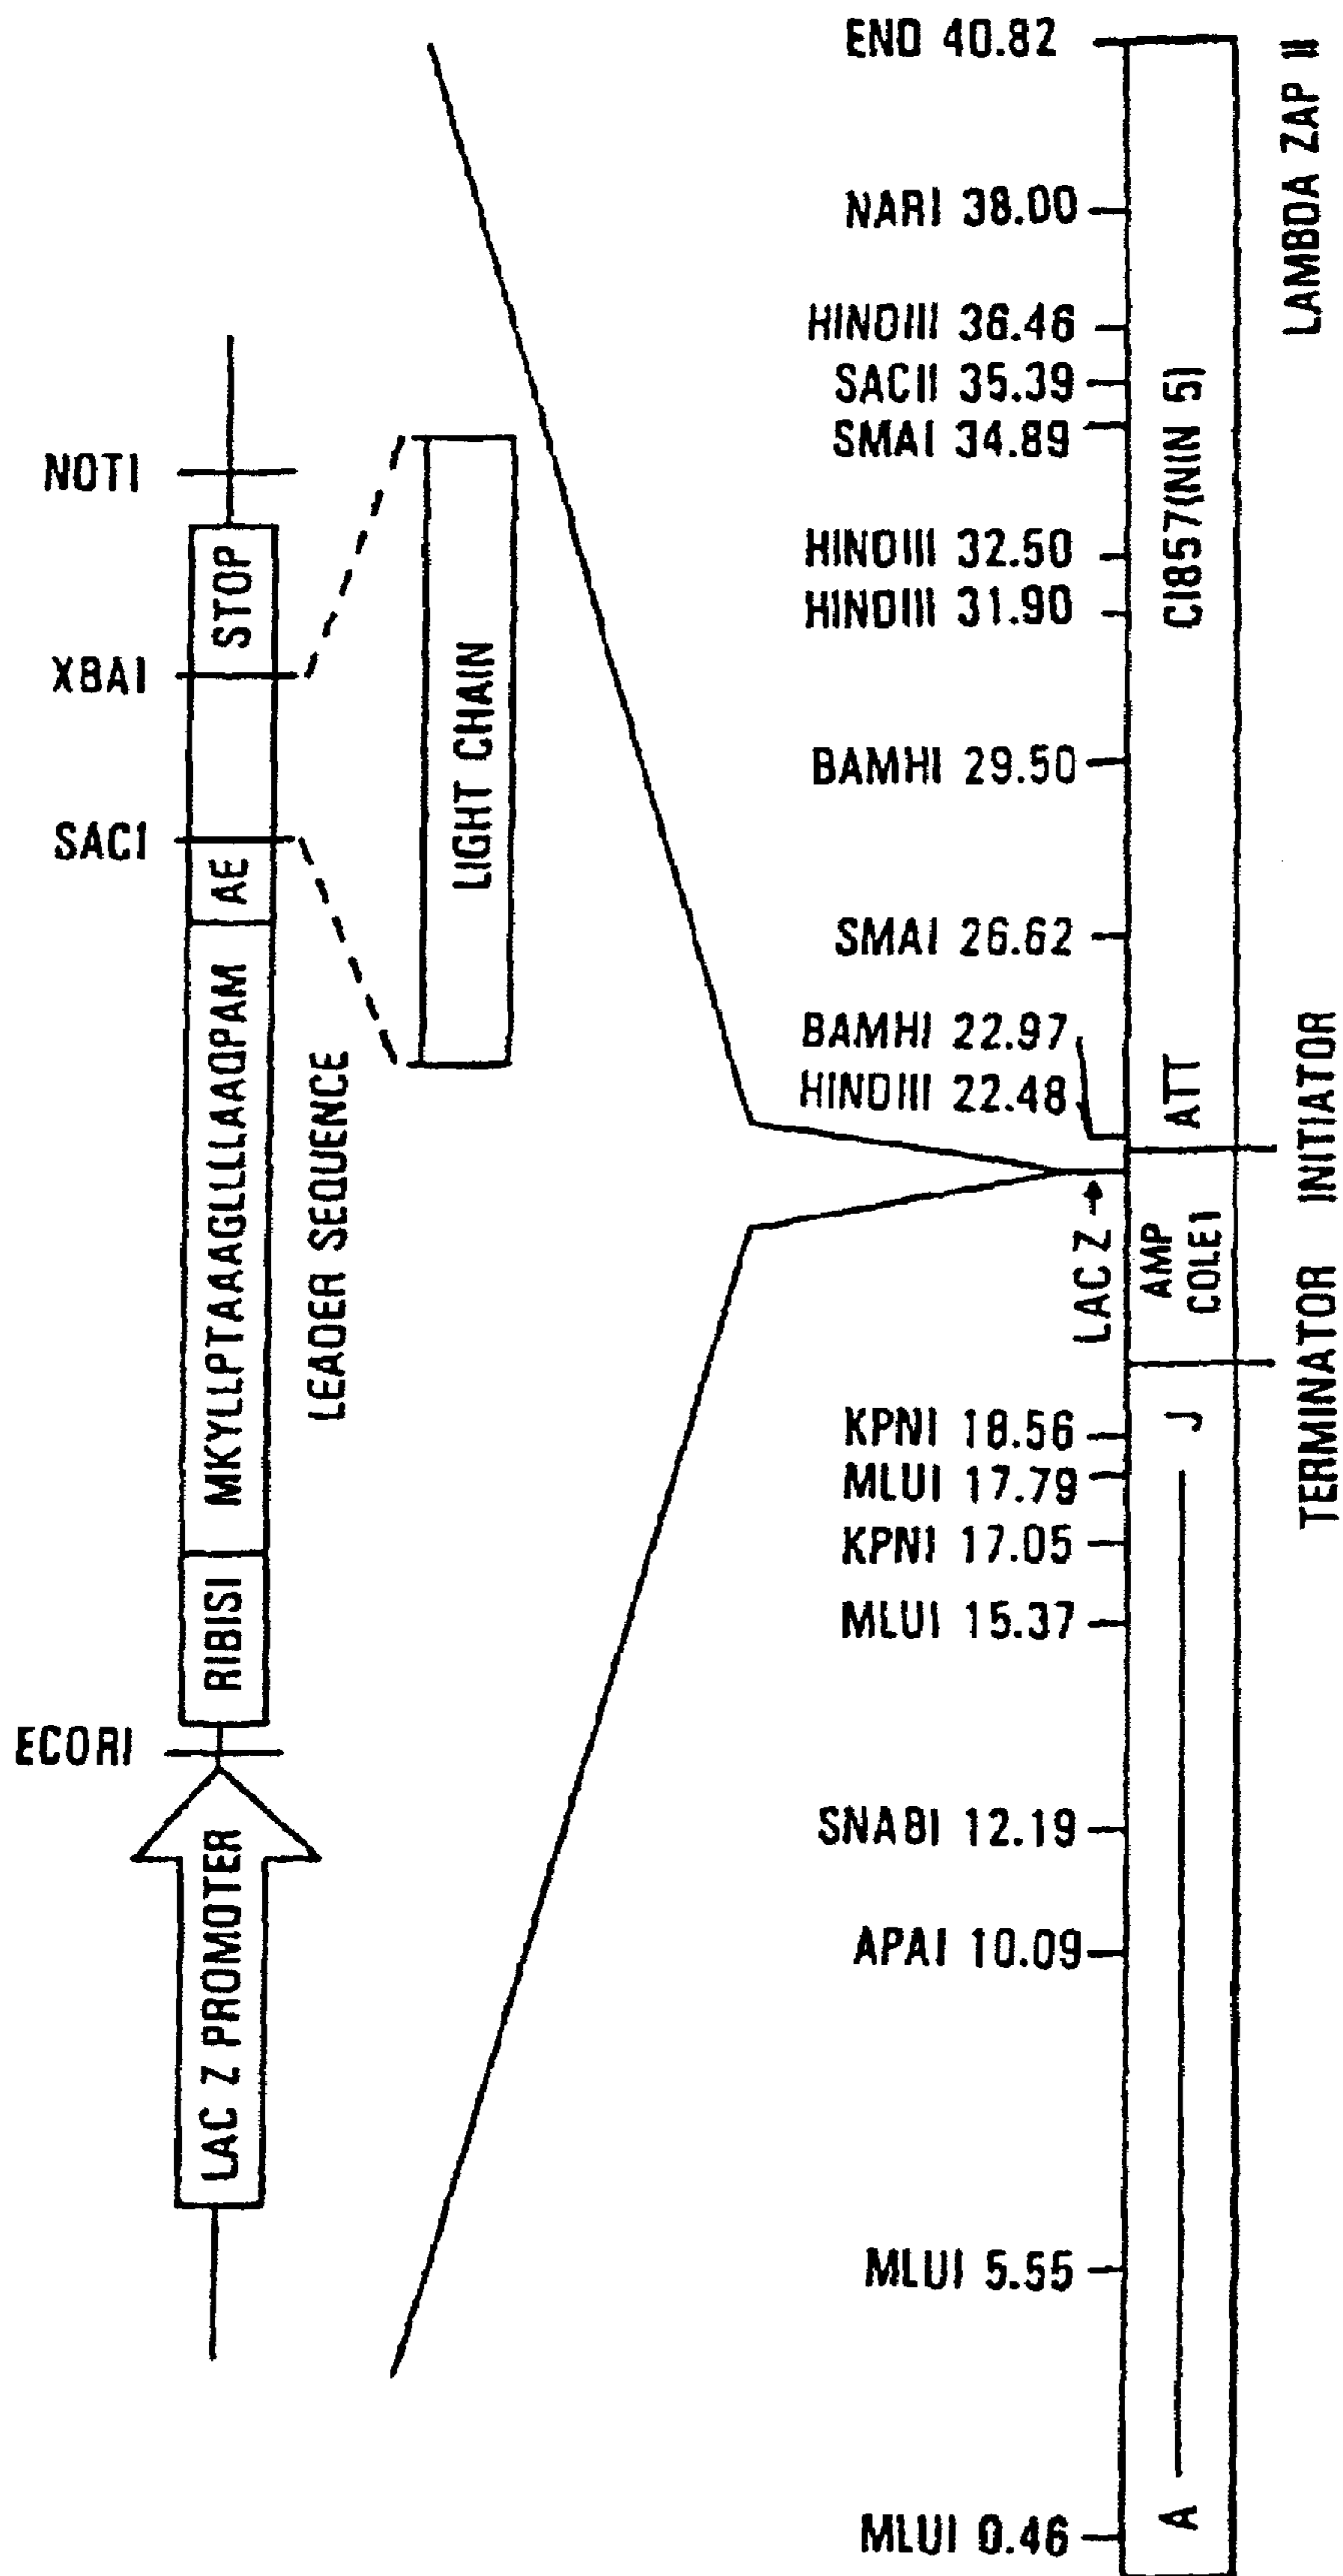 NOTI
XBAI
SACI
ECORI
STOP
AE
MKYLLPTAAAGLLLLAAQPAM
RIBISI
LAC Z PROMOTER
LEADER SEQUENCE
LIGHT CHAIN
END 40.82
NARI 38.00
HINDIII 36.46
SACII 35.39
SMAI 34.89
HINDIII 32.50
HINDIII 31.90
BAMHI 29.50
SMAI 26.62
BAMHI 22.97
HINDIII 22.48
LAC Z →
KPNI 18.56
MLUI 17.79
KPNI 17.05
MLUI 15.37
SNABI 12.19
APAI 10.09
MLUI 5.55
MLUI 0.46
CI857(NIN 5)
ATT
AMP
COLE1
J
A
LAMBDA ZAP II
INITIATOR
TERMINATOR